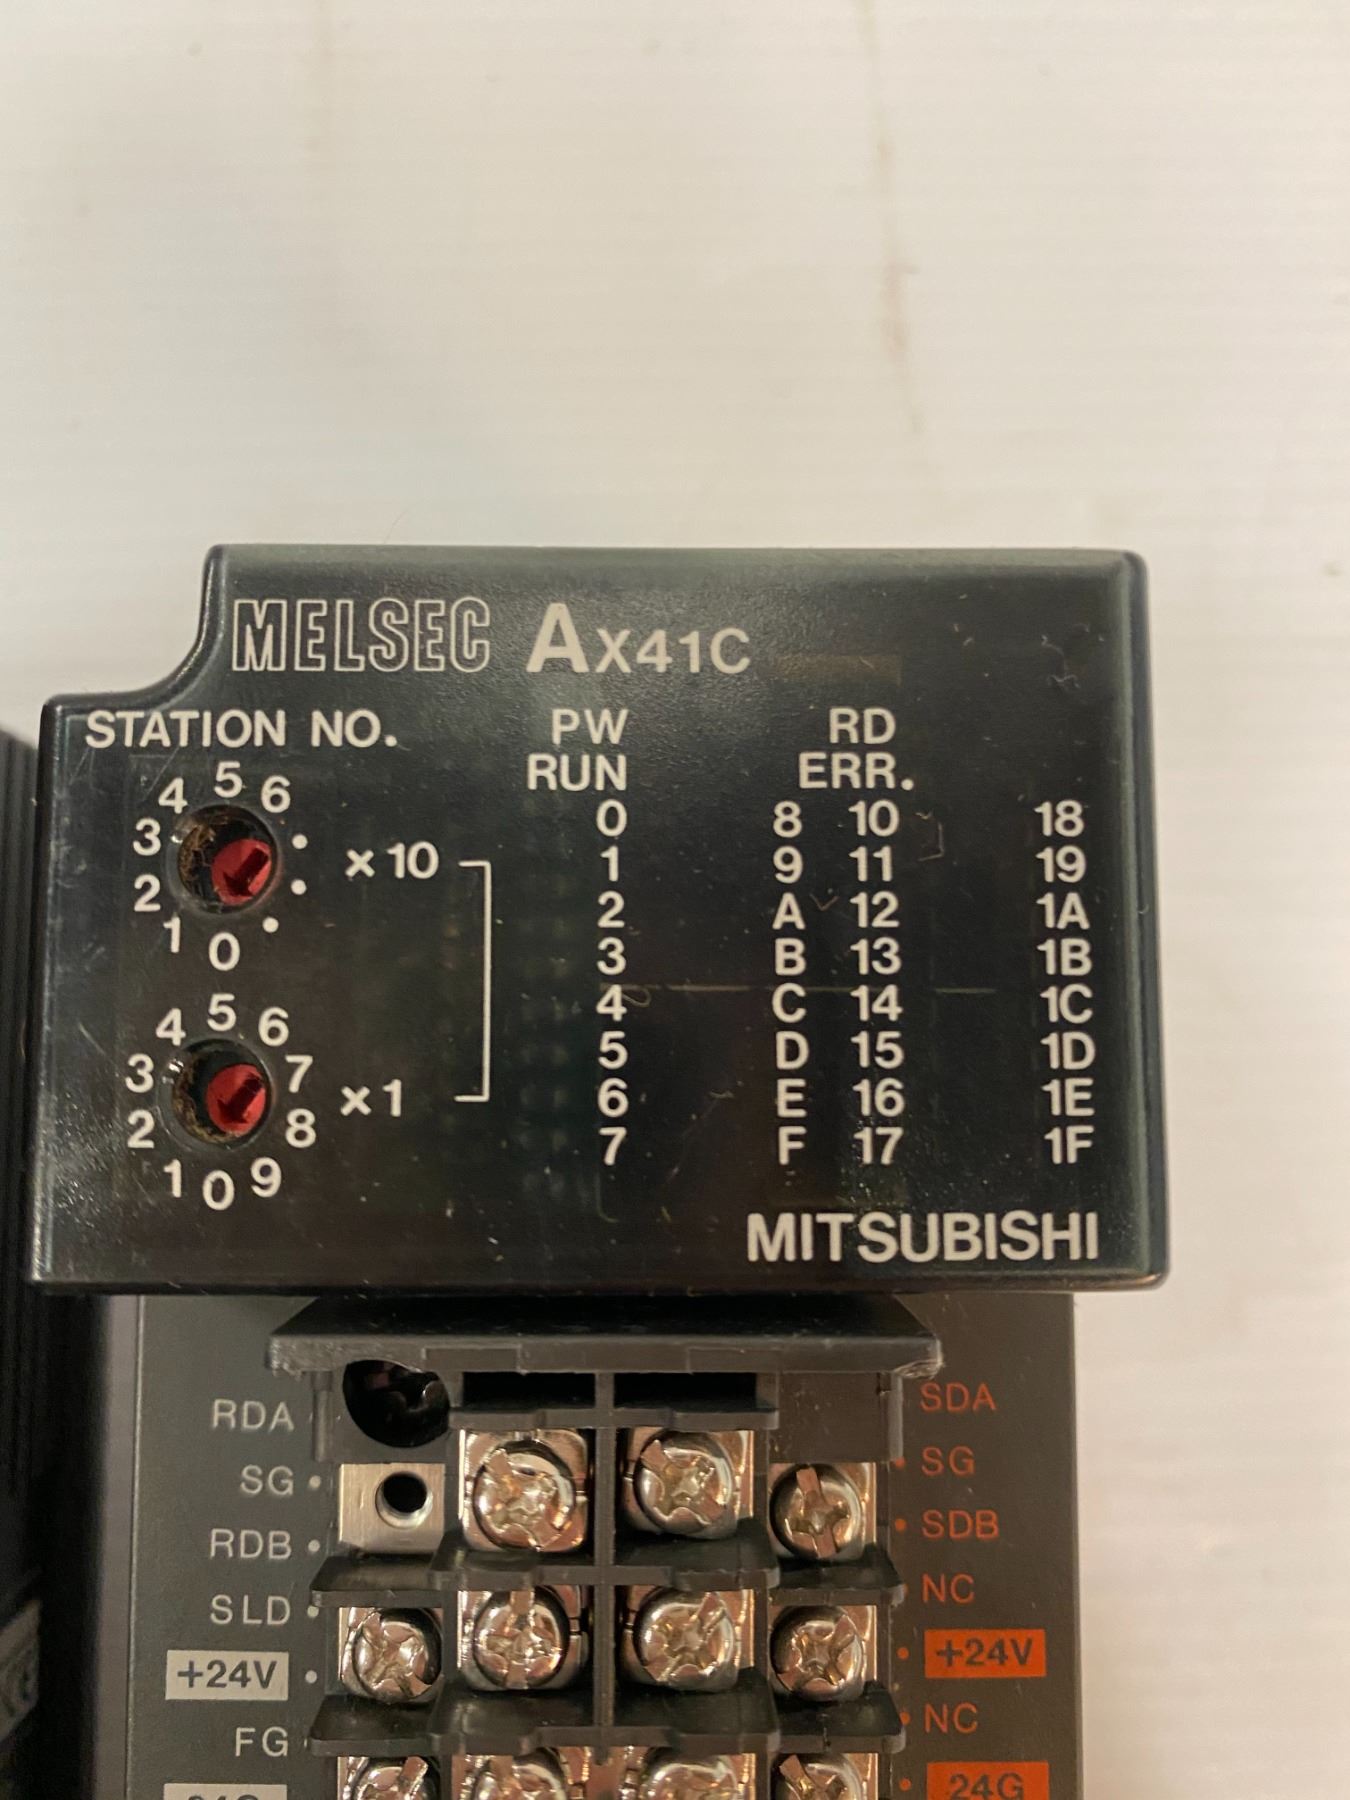 MELSEC AX41C
STATION NO.
PW
RD
RUN
ERR.
4 5 6
3
2
1 0
x 10
4 5 6
3 7
2 8
1 0 9
x 1
0 8 10 18
1 9 11 19
2 A 12 1A
3 B 13 1B
4 C 14 1C
5 D 15 1D
6 E 16 1E
7 F 17 1F
MITSUBISHI
RDA
SG
RDB
SLD
+24V
FG
SDA
SG
SDB
NC
+24V
NC
24G